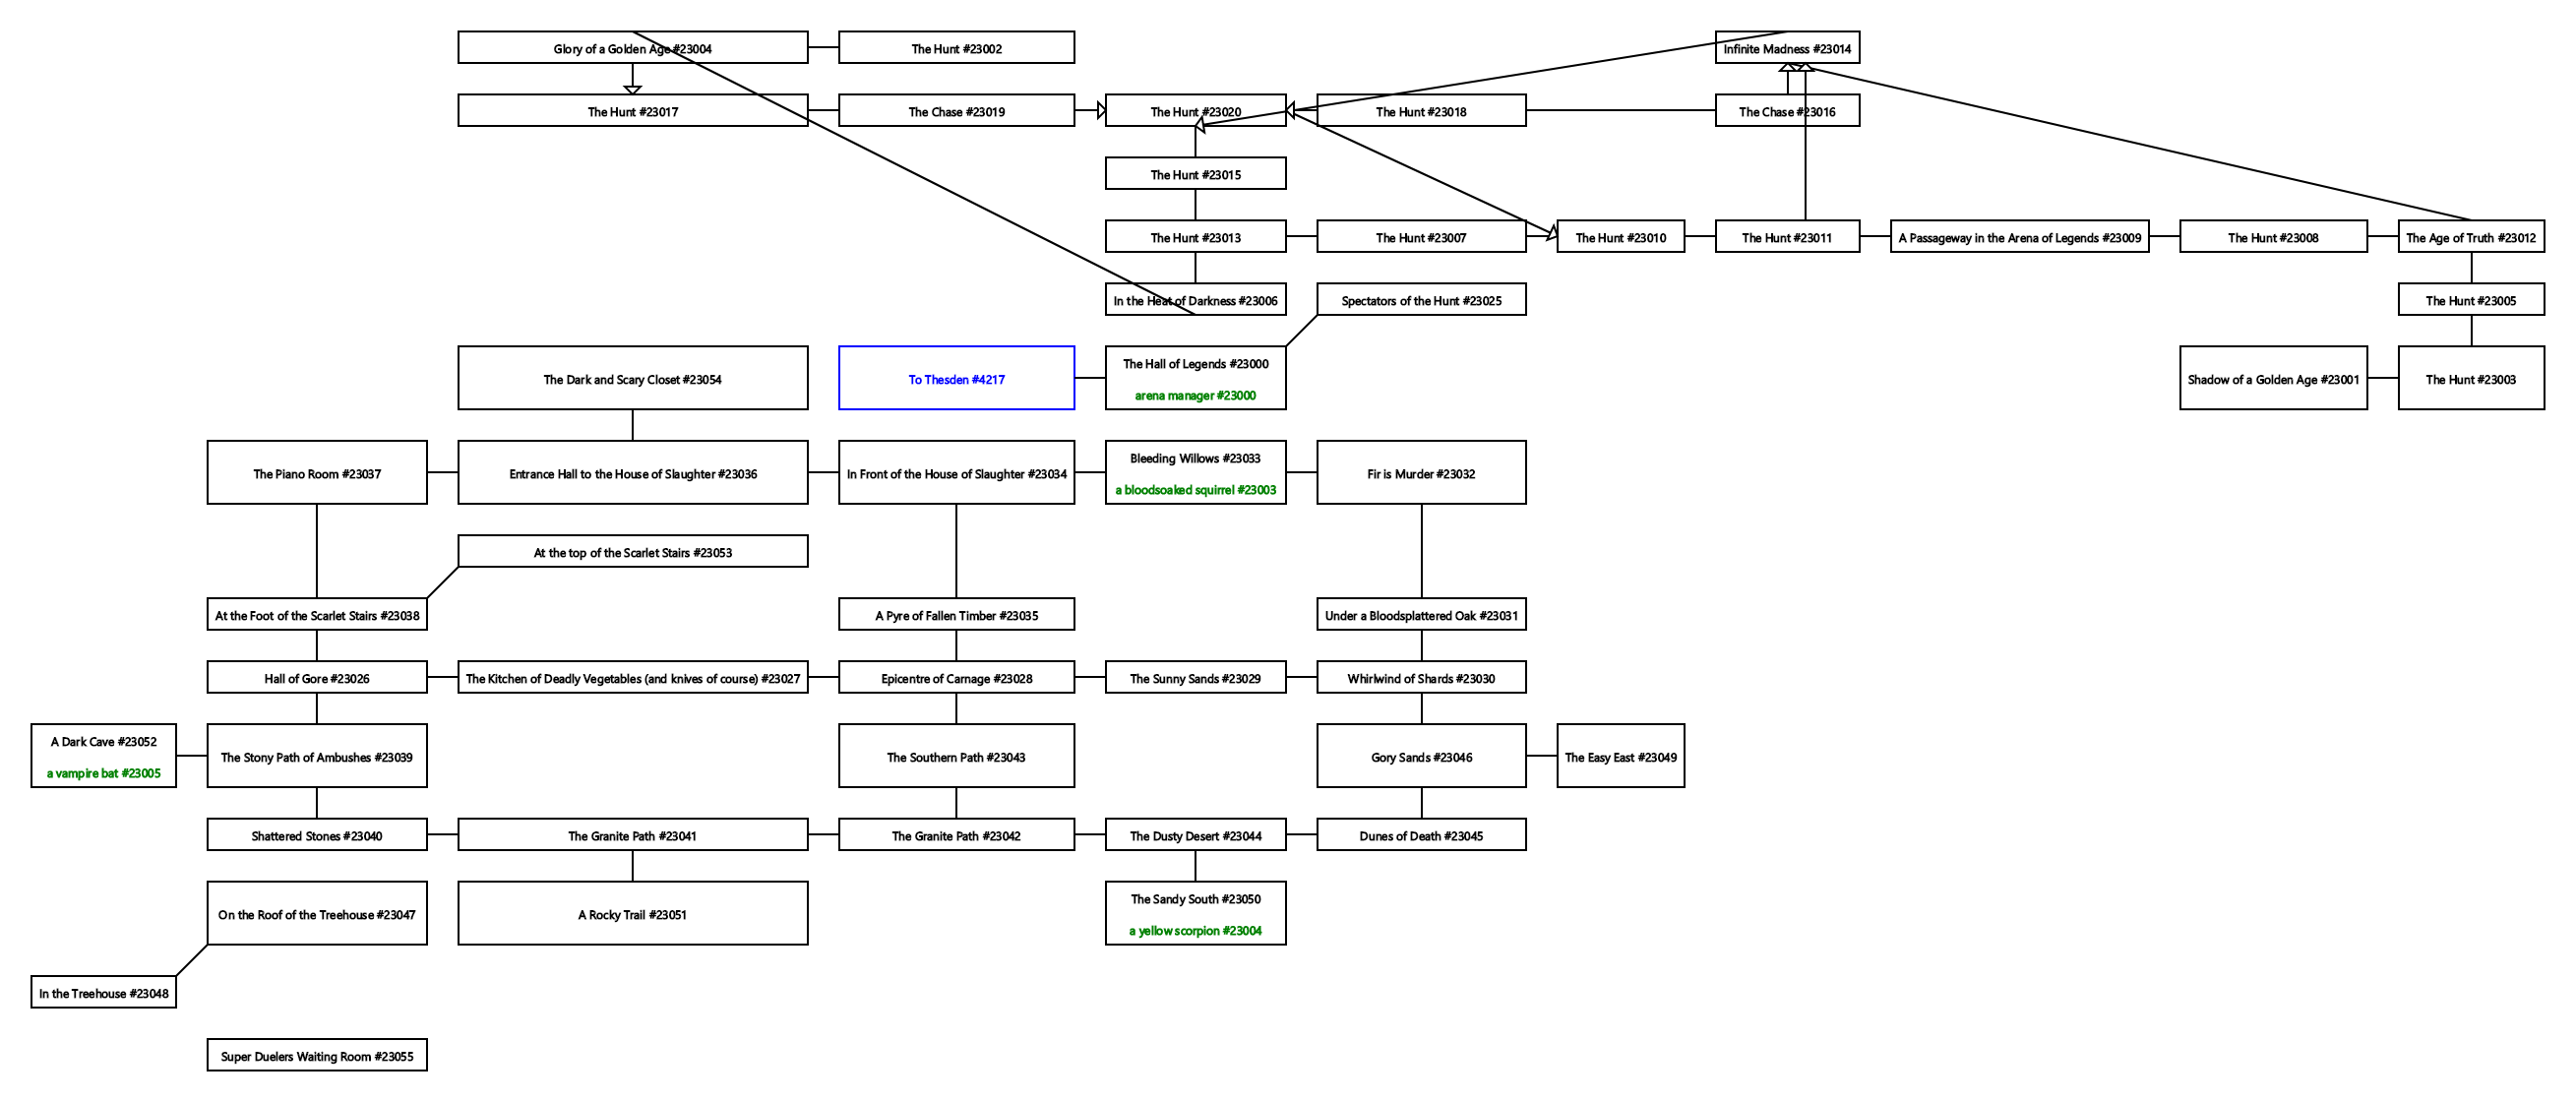 Glory of a Golden Age #23004
The Hunt #23002
Infinite Madness #23014
The Hunt #23017
The Chase #23019
The Hunt #23020
The Hunt #23018
The Chase #23016
The Hunt #23015
The Hunt #23013
The Hunt #23007
The Hunt #23010
The Hunt #23011
A Passageway in the Arena of Legends #23009
The Hunt #23008
The Age of Truth #23012
In the Heat of Darkness #23006
Spectators of the Hunt #23025
The Hunt #23005
The Dark and Scary Closet #23054
To Thesden #4217
The Hall of Legends #23000
arena manager #23000
Shadow of a Golden Age #23001
The Hunt #23003
The Piano Room #23037
Entrance Hall to the House of Slaughter #23036
In Front of the House of Slaughter #23034
Bleeding Willows #23033
a bloodsoaked squirrel #23003
Fir is Murder #23032
At the top of the Scarlet Stairs #23053
At the Foot of the Scarlet Stairs #23038
A Pyre of Fallen Timber #23035
Under a Bloodsplattered Oak #23031
Hall of Gore #23026
The Kitchen of Deadly Vegetables (and knives of course) #23027
Epicentre of Carnage #23028
The Sunny Sands #23029
Whirlwind of Shards #23030
A Dark Cave #23052
a vampire bat #23005
The Stony Path of Ambushes #23039
The Southern Path #23043
Gory Sands #23046
The Easy East #23049
Shattered Stones #23040
The Granite Path #23041
The Granite Path #23042
The Dusty Desert #23044
Dunes of Death #23045
On the Roof of the Treehouse #23047
A Rocky Trail #23051
The Sandy South #23050
a yellow scorpion #23004
In the Treehouse #23048
Super Duelers Waiting Room #23055